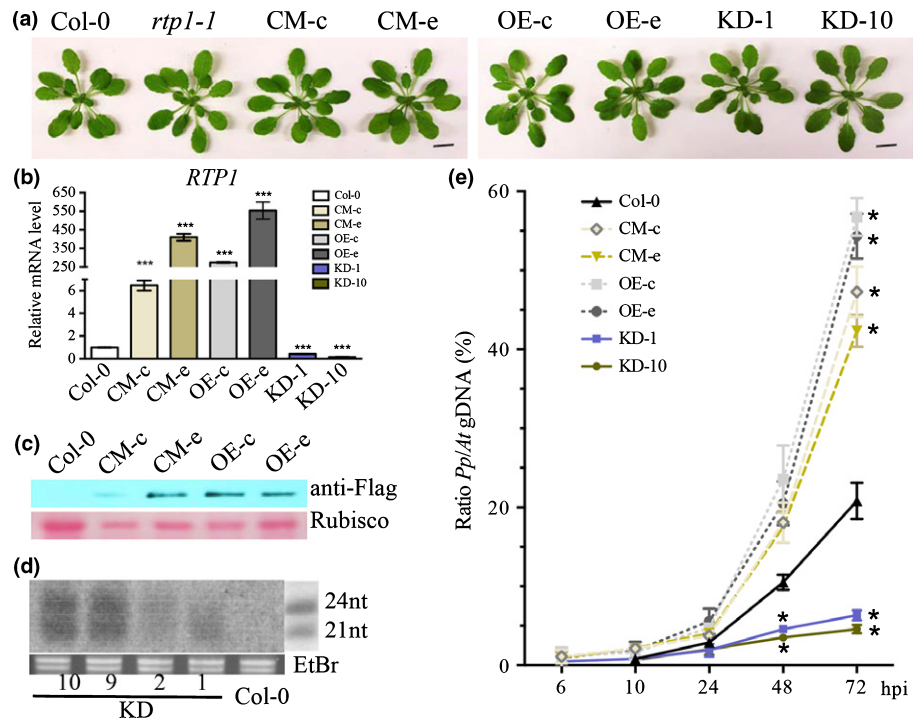 (a) Col-0 rtp1-1 CM-c CM-e OE-c OE-e KD-1 KD-10
(b) RTP1
Relative mRNA level
650
550
450
350
250
6
4
2
0
*** *** *** *** *** ***
Col-0
CM-c
CM-e
OE-c
OE-e
KD-1
KD-10
Col-0 CM-c CM-e OE-c OE-e KD-1 KD-10
(c)
Col-0 CM-c CM-e OE-c OE-e
anti-Flag
Rubisco
(d)
24nt
21nt
EtBr
10 9 2 1 Col-0
KD
(e)
Ratio Pp/At gDNA (%)
60
40
20
0
Col-0
CM-c
CM-e
OE-c
OE-e
KD-1
KD-10
*
*
*
*
*
*
*
*
6 10 24 48 72 hpi